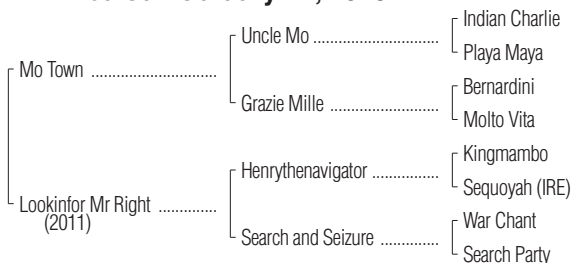 Indian Charlie
Uncle Mo ..............................
Playa Maya
Mo Town ..............................
Bernardini
Grazie Mille ..........................
Molto Vita
Kingmambo
Henrythenavigator ..................
Sequoyah (IRE)
Lookinfor Mr Right ..............
(2011)
War Chant
Search and Seizure ...............
Search Party